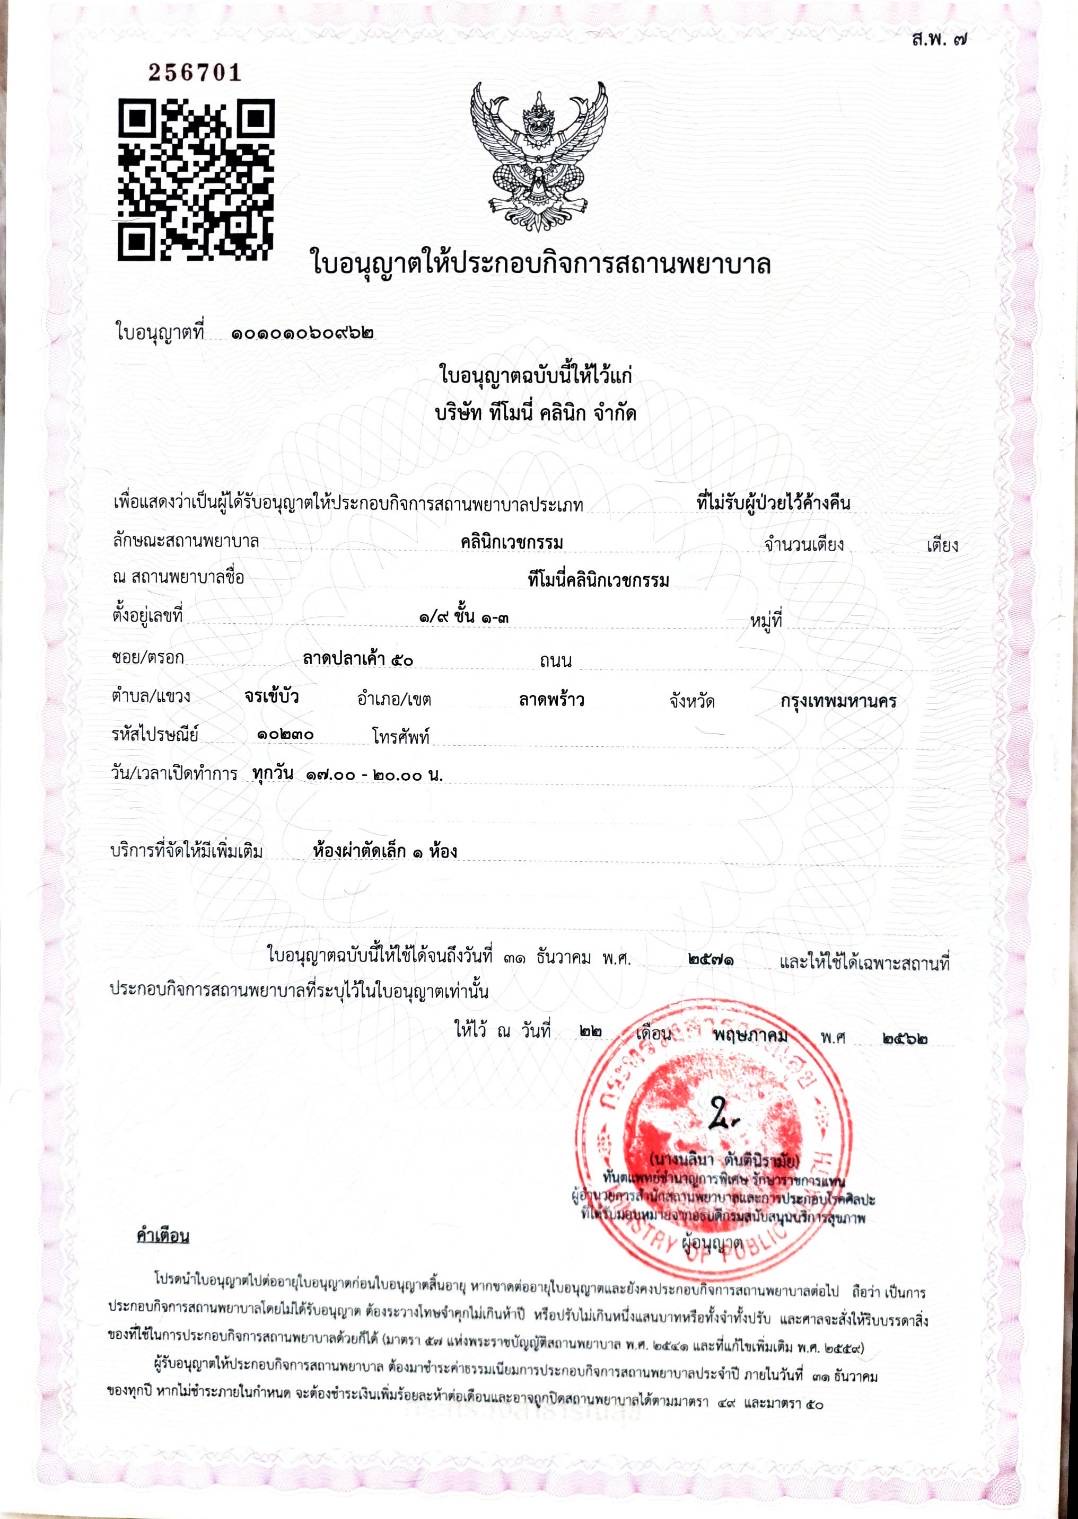 ส.พ. ๗
256701
ใบอนุญาตให้ประกอบกิจการสถานพยาบาล
ใบอนุญาตที่ ๑๐๑๐๑๐๖๐๙๖๒
ใบอนุญาตฉบับนี้ให้ไว้แก่
บริษัท ทีโมนี่ คลินิก จำกัด
เพื่อแสดงว่าเป็นผู้ได้รับอนุญาตให้ประกอบกิจการสถานพยาบาลประเภท ที่ไม่รับผู้ป่วยไว้ค้างคืน
ลักษณะสถานพยาบาล คลินิกเวชกรรม จำนวนเตียง เตียง
ณ สถานพยาบาลชื่อ ทีโมนี่คลินิกเวชกรรม
ตั้งอยู่เลขที่ ๑/๙ ชั้น ๑-๓ หมู่ที่
ซอย/ตรอก ลาดปลาเค้า ๕๐ ถนน
ตำบล/แขวง จรเข้บัว อำเภอ/เขต ลาดพร้าว จังหวัด กรุงเทพมหานคร
รหัสไปรษณีย์ ๑๐๒๓๐ โทรศัพท์
วัน/เวลาเปิดทำการ ทุกวัน ๑๗.๐๐ - ๒๐.๐๐ น.
บริการที่จัดให้มีเพิ่มเติม ห้องผ่าตัดเล็ก ๑ ห้อง
ใบอนุญาตฉบับนี้ให้ใช้ได้จนถึงวันที่ ๓๑ ธันวาคม พ.ศ. ๒๕๗๑ และให้ใช้ได้เฉพาะสถานที่
ประกอบกิจการสถานพยาบาลที่ระบุไว้ในใบอนุญาตเท่านั้น
ให้ไว้ ณ วันที่ ๒๒ เดือน พฤษภาคม พ.ศ ๒๕๖๒
กระทรวงสาธารณสุข
(นางนลินา ตันตินิรามัย)
ทันตแพทย์ชำนาญการพิเศษ รักษาราชการแทน
ผู้อำนวยการสำนักสถานพยาบาลและการประกอบโรคศิลปะ
ที่ได้รับมอบหมายจากอธิบดีกรมสนับสนุนบริการสุขภาพ
ผู้อนุญาต
MINISTRY OF PUBLIC HEALTH
คำเตือน
โปรดนำใบอนุญาตไปต่ออายุใบอนุญาตก่อนใบอนุญาตสิ้นอายุ หากขาดต่ออายุใบอนุญาตและยังคงประกอบกิจการสถานพยาบาลต่อไป ถือว่า เป็นการ
ประกอบกิจการสถานพยาบาลโดยไม่ได้รับอนุญาต ต้องระวางโทษจำคุกไม่เกินห้าปี หรือปรับไม่เกินหนึ่งแสนบาทหรือทั้งจำทั้งปรับ และศาลจะสั่งให้ริบบรรดาสิ่ง
ของที่ใช้ในการประกอบกิจการสถานพยาบาลด้วยก็ได้ (มาตรา ๕๗ แห่งพระราชบัญญัติสถานพยาบาล พ.ศ. ๒๕๔๑ และที่แก้ไขเพิ่มเติม พ.ศ. ๒๕๕๙)
ผู้รับอนุญาตให้ประกอบกิจการสถานพยาบาล ต้องมาชำระค่าธรรมเนียมการประกอบกิจการสถานพยาบาลประจำปี ภายในวันที่ ๓๑ ธันวาคม
ของทุกปี หากไม่ชำระภายในกำหนด จะต้องชำระเงินเพิ่มร้อยละห้าต่อเดือนและอาจถูกปิดสถานพยาบาลได้ตามมาตรา ๔๙ และมาตรา ๕๐